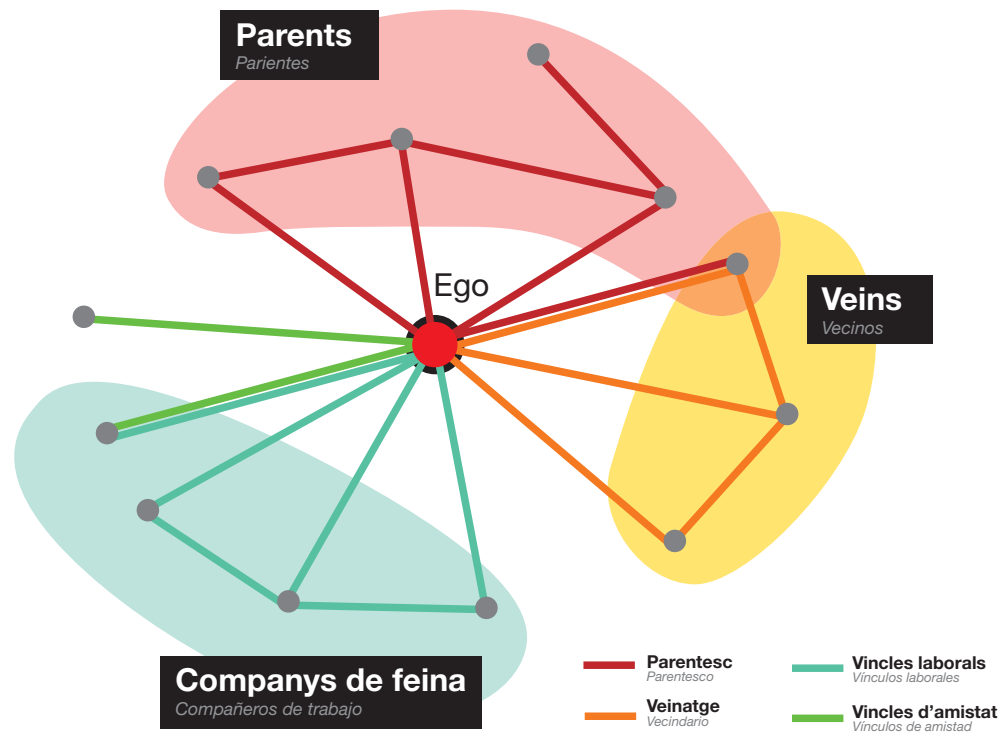 Parents
Parientes
Ego
Veins
Vecinos
Companys de feina
Compañeros de trabajo
Parentesc
Parentesco
Veinatge
Vecindario
Vincles laborals
Vínculos laborales
Vincles d’amistat
Vínculos de amistad